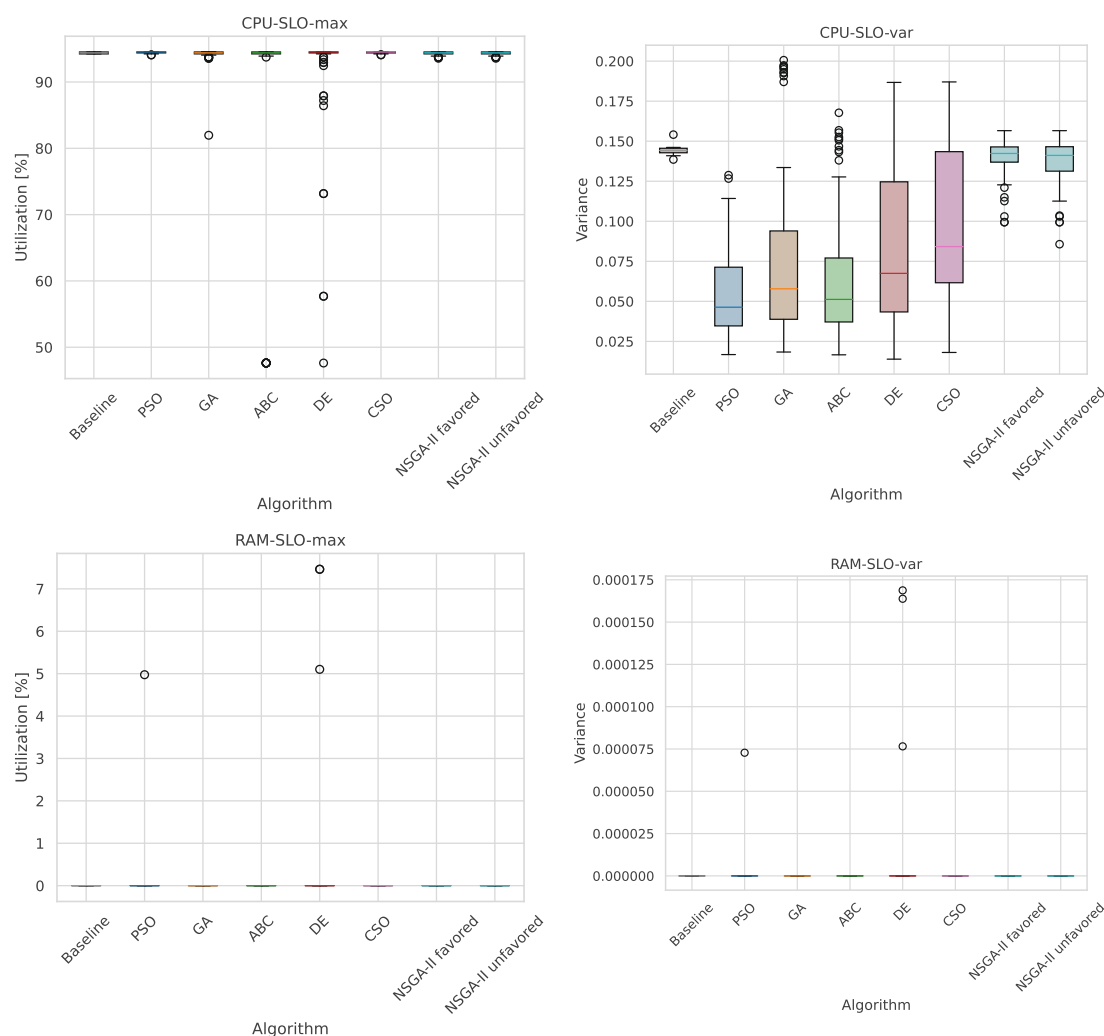 CPU-SLO-max
Utilization [%]
90
80
70
60
50
Baseline
PSO
GA
ABC
DE
CSO
NSGA-II favored
NSGA-II unfavored
Algorithm
CPU-SLO-var
Variance
0.200
0.175
0.150
0.125
0.100
0.075
0.050
0.025
Baseline
PSO
GA
ABC
DE
CSO
NSGA-II favored
NSGA-II unfavored
Algorithm
RAM-SLO-max
Utilization [%]
7
6
5
4
3
2
1
0
Baseline
PSO
GA
ABC
DE
CSO
NSGA-II favored
NSGA-II unfavored
Algorithm
RAM-SLO-var
Variance
0.000175
0.000150
0.000125
0.000100
0.000075
0.000050
0.000025
0.000000
Baseline
PSO
GA
ABC
DE
CSO
NSGA-II favored
NSGA-II unfavored
Algorithm